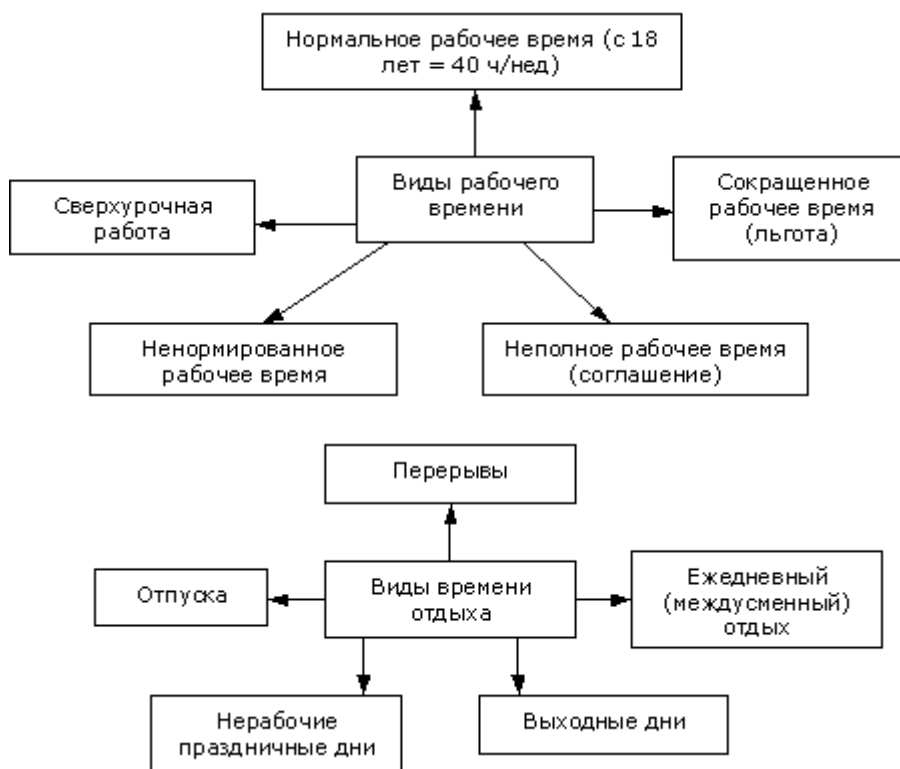 Нормальное рабочее время (с 18
лет = 40 ч/нед)
Виды рабочего
времени
Сокращенное
рабочее время
(льгота)
Сверхурочная
работа
Ненормированное
рабочее время
Неполное рабочее время
(соглашение)
Перерывы
Отпуска
Виды времени
отдыха
Ежедневный
(междусменный)
отдых
Нерабочие
праздничные дни
Выходные дни